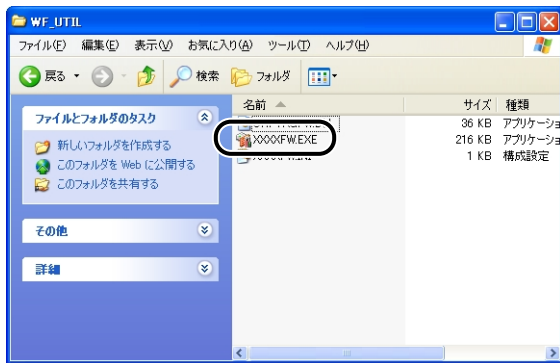 WF_UTIL
ファイル(F) 編集(E) 表示(V) お気に入り(A) ツール(T) ヘルプ(H)
戻る 検索 フォルダ
名前 サイズ 種類
ファイルとフォルダのタスク
新しいフォルダを作成する
このフォルダを Web に公開する
このフォルダを共有する
その他
詳細
36 KB アプリケーショ
XXXXFW.EXE 216 KB アプリケーショ
1 KB 構成設定